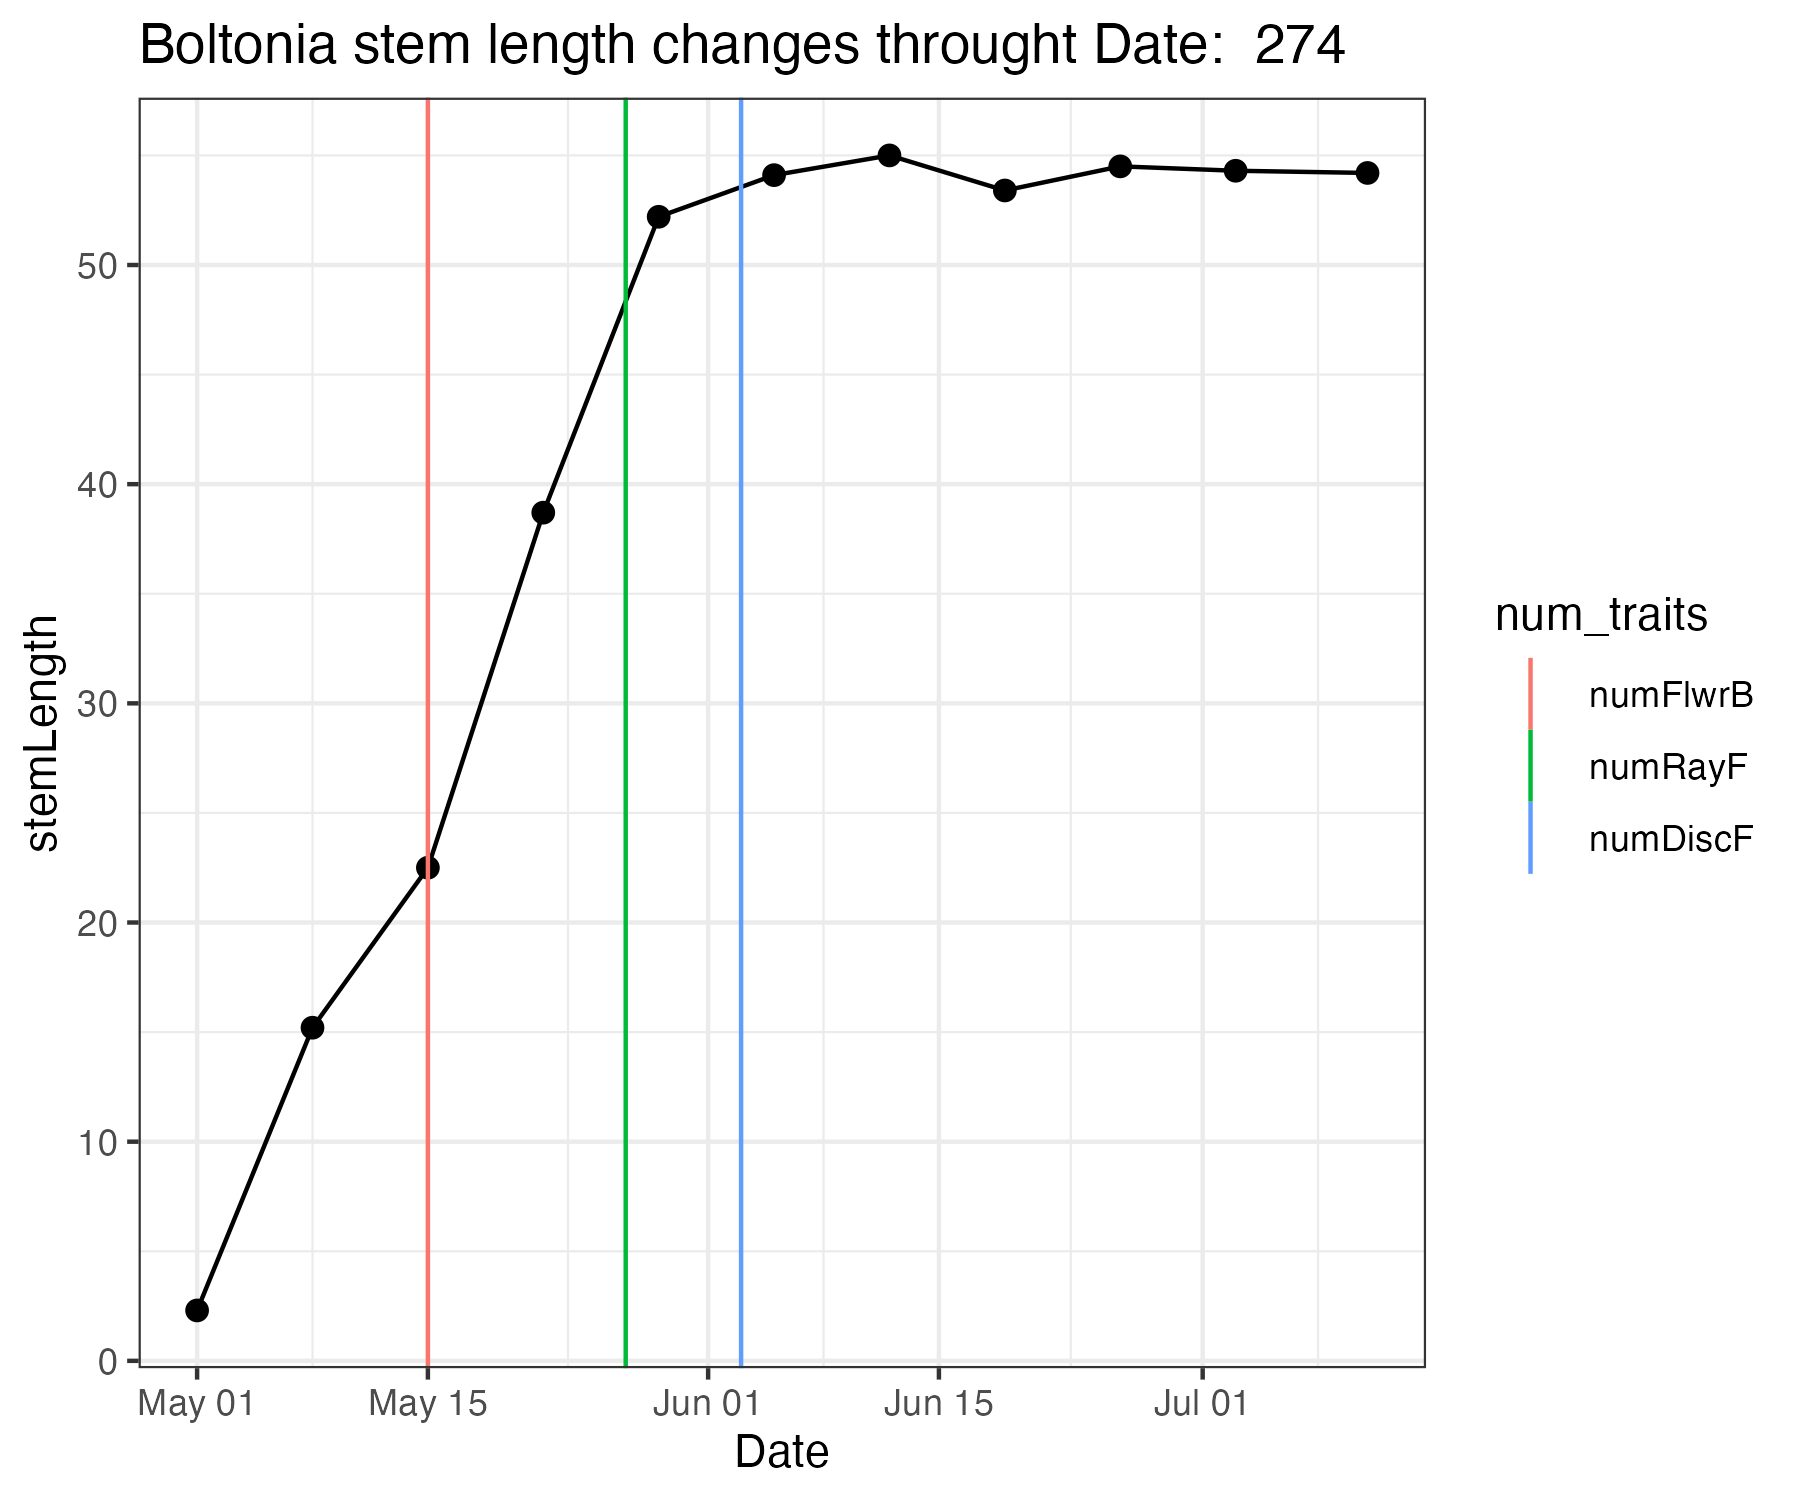 Boltonia stem length changes throught Date:  274
stemLength
50
40
30
20
10
0
May 01
May 15
Jun 01
Jun 15
Jul 01
Date
num_traits
numFlwrB
numRayF
numDiscF